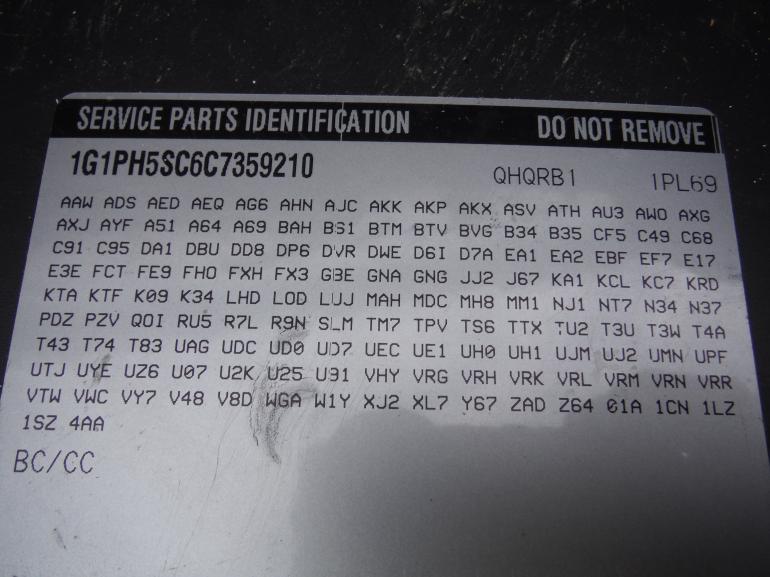 SERVICE PARTS IDENTIFICATION DO NOT REMOVE
1G1PH5SC6C7359210 QHQRB1 1PL69
AAW ADS AED AEQ AG6 AHN AJC AKK AKP AKX ASV ATH AU3 AW0 AXG
AXJ AYF A51 A64 A69 BAH BS1 BTM BTV BVG B34 B35 CF5 C49 C68
C91 C95 DA1 DBU DD8 DP6 DVR DWE D6I D7A EA1 EA2 EBF EF7 E17
E3E FCT FE9 FHO FXH FX3 GBE GNA GNG JJ2 J67 KA1 KCL KC7 KRD
KTA KTF K09 K34 LHD LOD LUJ MAH MDC MH8 MM1 NJ1 NT7 N34 N37
PDZ PZV QOI RU5 R7L R9N SLM TM7 TPV TS6 TTX TU2 T3U T3W T4A
T43 T74 T83 UAG UDC UD0 UD7 UEC UE1 UH0 UH1 UJM UJ2 UMN UPF
UTJ UYE UZ6 U07 U2K U25 U91 VHY VRG VRH VRK VRL VRM VRN VRR
VTW VWC VY7 V48 V8D WGA W1Y XJ2 XL7 Y67 ZAD Z64 01A 1CN 1LZ
1SZ 4AA
BC/CC